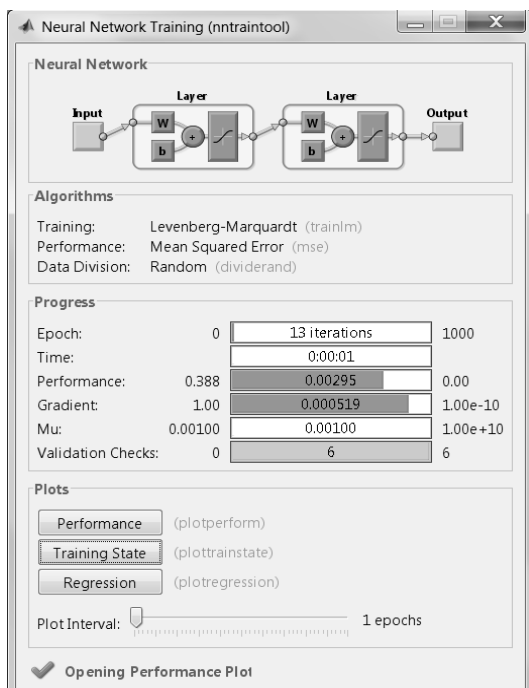 Neural Network Training (nntraintool)
Neural Network
Layer Layer
Input Output
W W
+ +
b b
Algorithms
Training: Levenberg-Marquardt (trainlm)
Performance: Mean Squared Error (mse)
Data Division: Random (dividerand)
Progress
Epoch: 0 13 iterations 1000
Time: 0:00:01
Performance: 0.388 0.00295 0.00
Gradient: 1.00 0.000519 1.00e-10
Mu: 0.00100 0.00100 1.00e+10
Validation Checks: 0 6 6
Plots
Performance (plotperform)
Training State (plottrainstate)
Regression (plotregression)
Plot Interval: 1 epochs
Opening Performance Plot